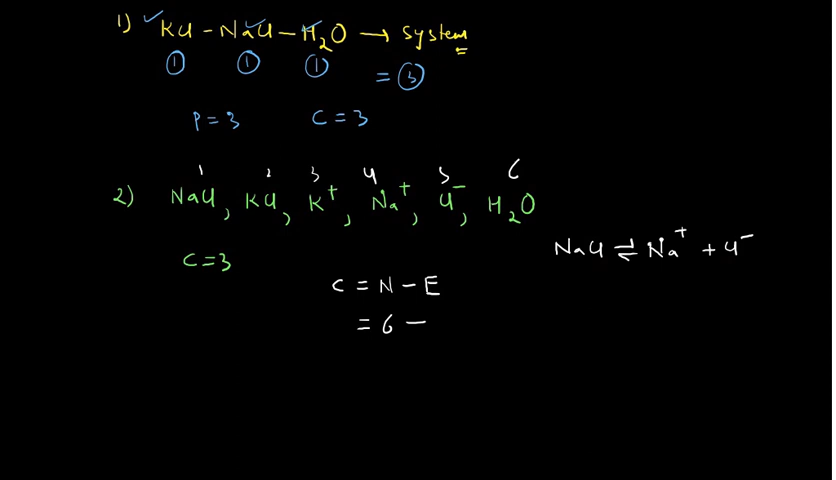 1) KCl - NaCl - H₂O → System
① ① ① = ③
P = 3 C = 3
1 2 3 4 5 6
2) NaCl, KCl, K⁺, Na⁺, Cl⁻, H₂O
NaCl ⇌ Na⁺ + Cl⁻
C = 3
C = N - E
= 6 -